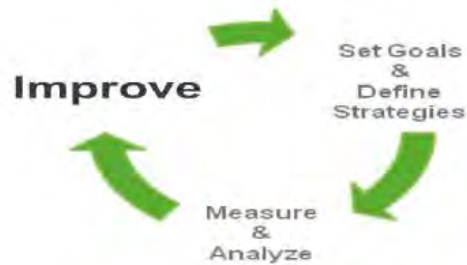 Improve
Set Goals
&
Define
Strategies
Measure
&
Analyze